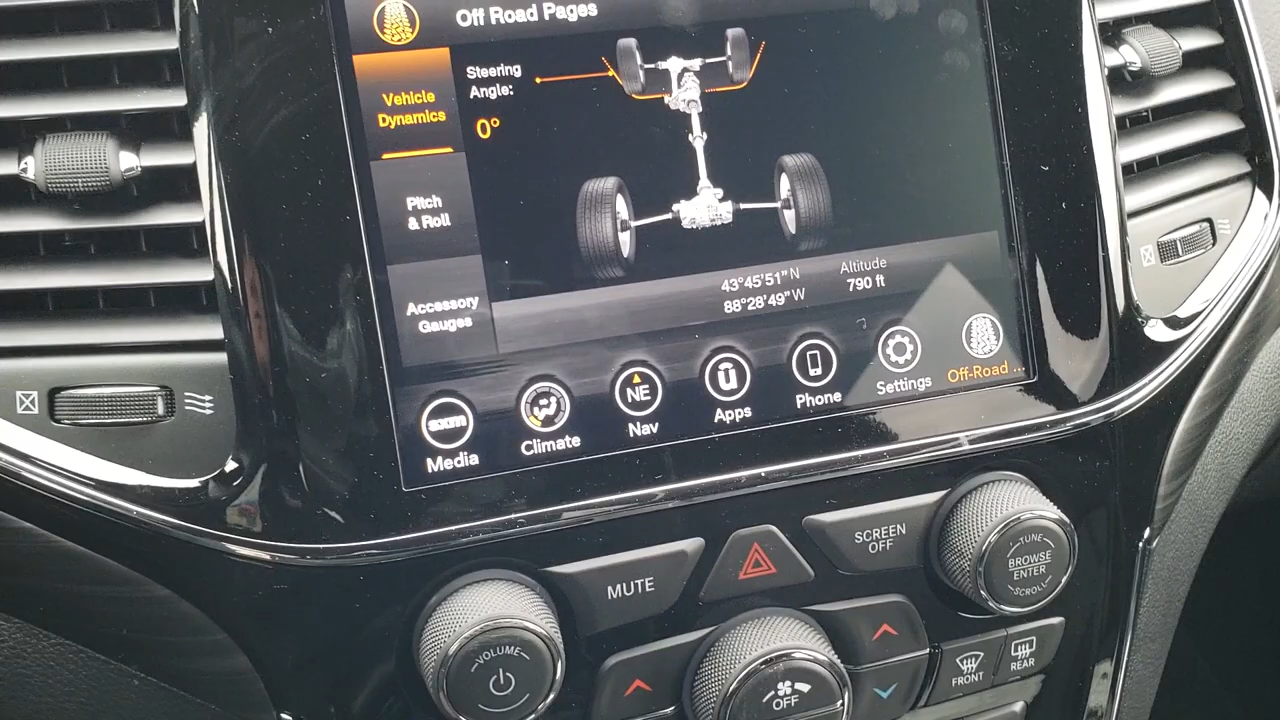 Off Road Pages
Vehicle
Dynamics
Steering
Angle:
0°
Pitch
& Roll
Accessory
Gauges
43°45'51"N
88°28'49"W
Altitude
790 ft
sxm
Media
Climate
NE
Nav
Apps
Phone
Settings
Off-Road ...
MUTE
SCREEN
OFF
TUNE
BROWSE
ENTER
SCROLL
VOLUME
OFF
FRONT
REAR